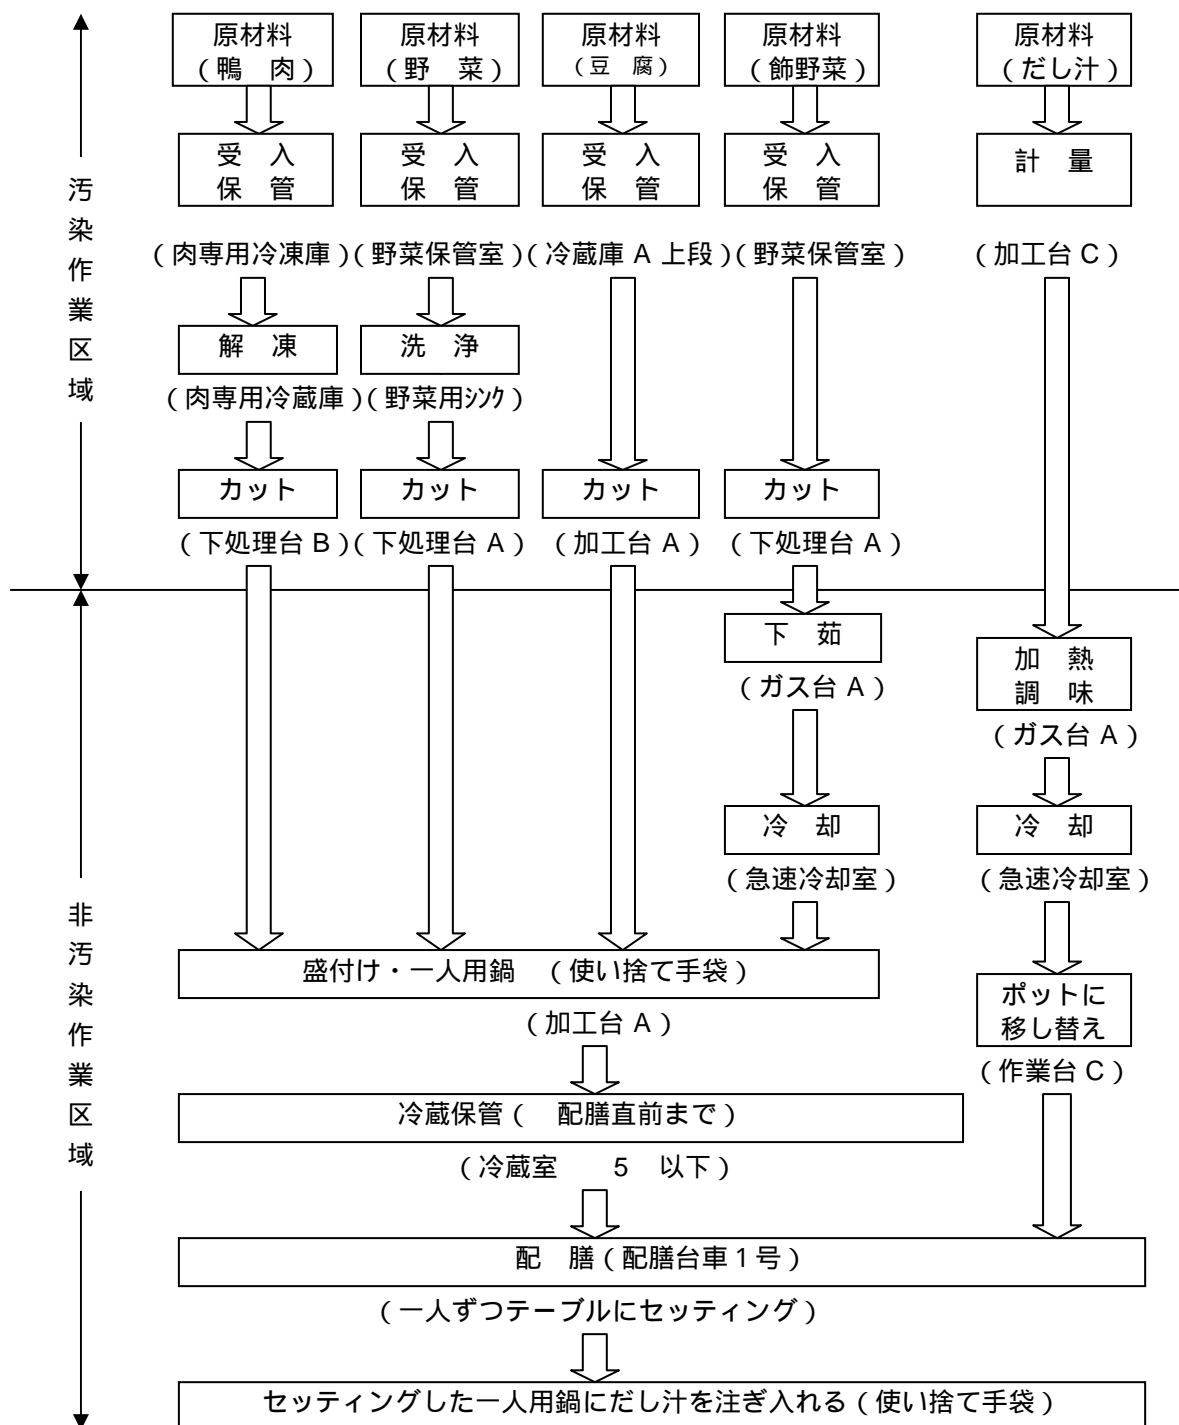 原材料
（鴨　肉）
原材料
（野　菜）
原材料
（豆　腐）
原材料
（飾野菜）
原材料
（だし汁）
受　入
保　管
受　入
保　管
受　入
保　管
受　入
保　管
計　量
（肉専用冷凍庫）
（野菜保管室）
（冷蔵庫 A 上段）
（野菜保管室）
（加工台 C）
解　凍
洗　浄
（肉専用冷蔵庫）
（野菜用ｼﾝｸ）
カット
カット
カット
カット
（下処理台 B）
（下処理台 A）
（加工台 A）
（下処理台 A）
汚染作業区域
下　茹
（ガス台 A）
加　熱
調　味
（ガス台 A）
冷　却
冷　却
（急速冷却室）
（急速冷却室）
盛付け・一人用鍋　（使い捨て手袋）
（加工台 A）
ポットに
移し替え
（作業台 C）
冷蔵保管（　配膳直前まで）
（冷蔵室　　5　以下）
配　膳（配膳台車１号）
（一人ずつテーブルにセッティング）
セッティングした一人用鍋にだし汁を注ぎ入れる（使い捨て手袋）
非汚染作業区域